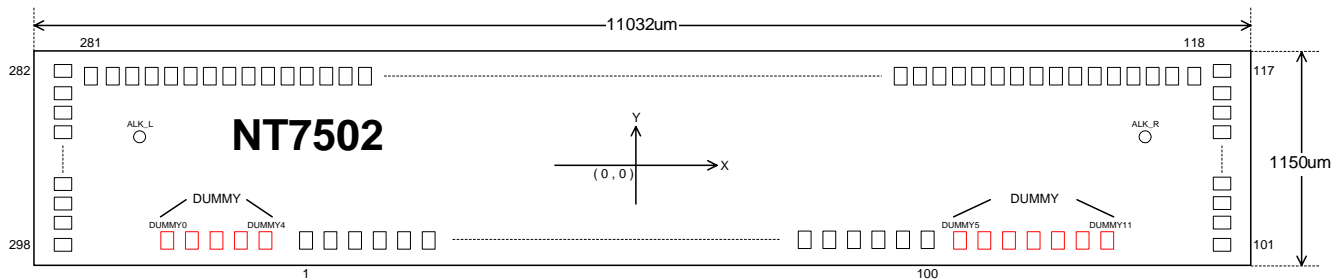 11032um
281
118
282
117
ALK_L
ALK_R
NT7502
Y
X
(0,0)
1150um
DUMMY
DUMMY
DUMMY0
DUMMY4
DUMMY5
DUMMY11
298
101
1
100